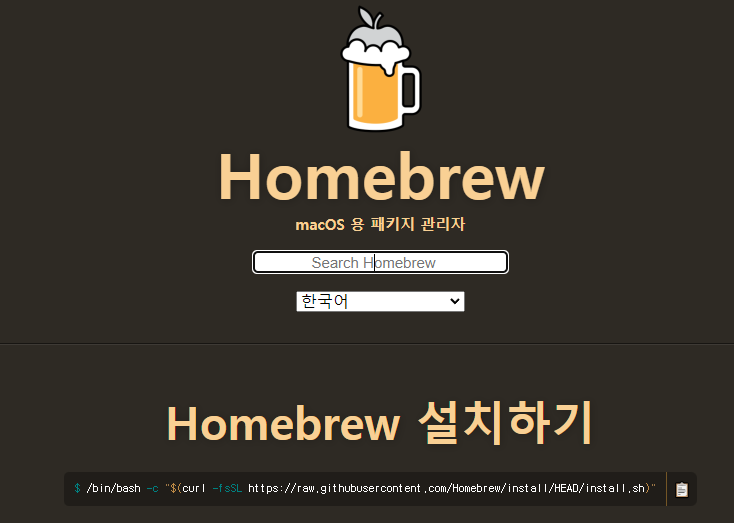 Homebrew
macOS 용 패키지 관리자
Search Homebrew
한국어
Homebrew 설치하기
$ /bin/bash -c "$(curl -fsSL https://raw.githubusercontent.com/Homebrew/install/HEAD/install.sh)"